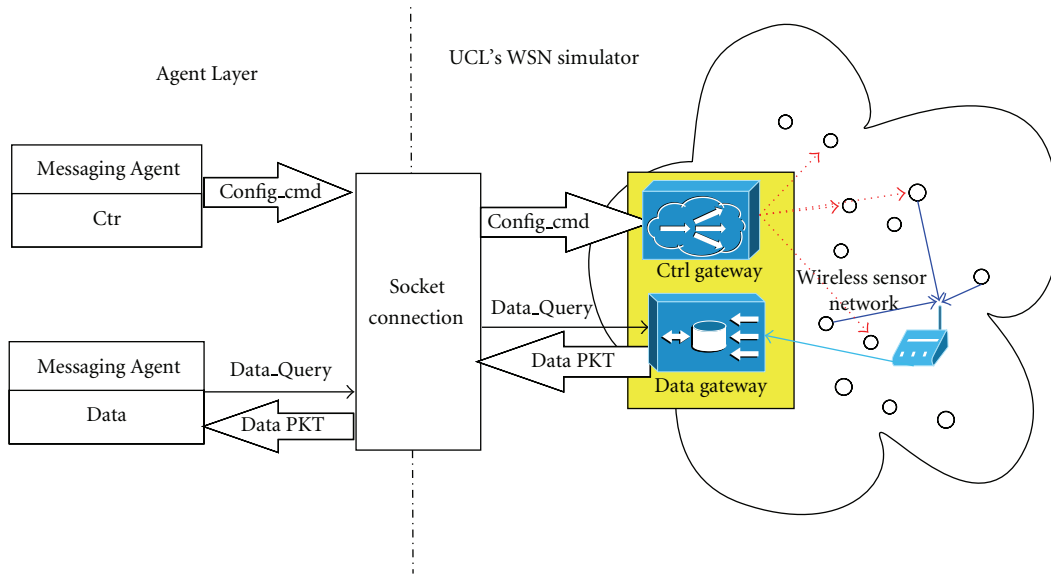 Agent Layer
UCL's WSN simulator
Messaging Agent
Ctr
Config_cmd
Config_cmd
Ctrl gateway
Socket
connection
Wireless sensor
network
Data_Query
Data PKT
Data gateway
Messaging Agent
Data
Data_Query
Data PKT